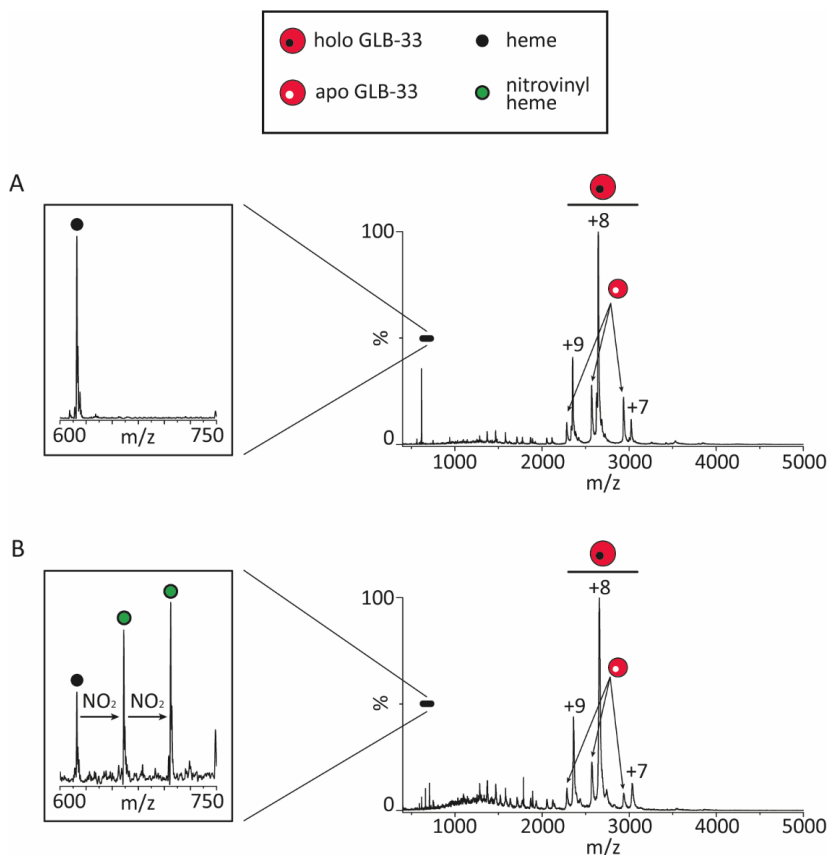 holo GLB-33
heme
apo GLB-33
nitrovinyl
heme
A
600 m/z 750
100
%
0
+9
+8
+7
1000 2000 3000 4000 5000
m/z
B
NO₂ NO₂
600 m/z 750
100
%
0
+9
+8
+7
1000 2000 3000 4000 5000
m/z